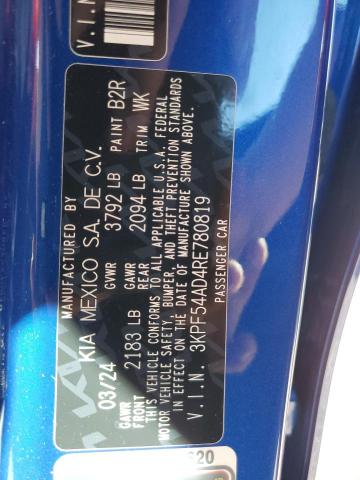 MANUFACTURED BY
KIA MEXICO S.A. DE C.V.
03/24 GVWR 3792 LB PAINT B2R
GAWR FRONT 2183 LB GAWR REAR 2094 LB TRIM WK
THIS VEHICLE CONFORMS TO ALL APPLICABLE U.S.A. FEDERAL
MOTOR VEHICLE SAFETY, BUMPER, AND THEFT PREVENTION STANDARDS
IN EFFECT ON THE DATE OF MANUFACTURE SHOWN ABOVE.
V.I.N. 3KPF54AD4RE780819
PASSENGER CAR
V.I.N
620